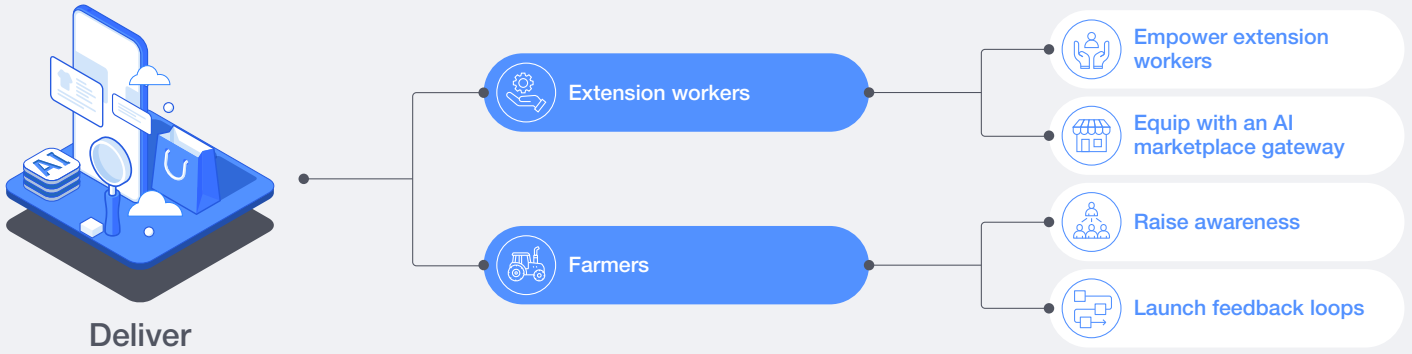 AI
Deliver
Extension workers
Farmers
Empower extension
workers
Equip with an AI
marketplace gateway
Raise awareness
Launch feedback loops